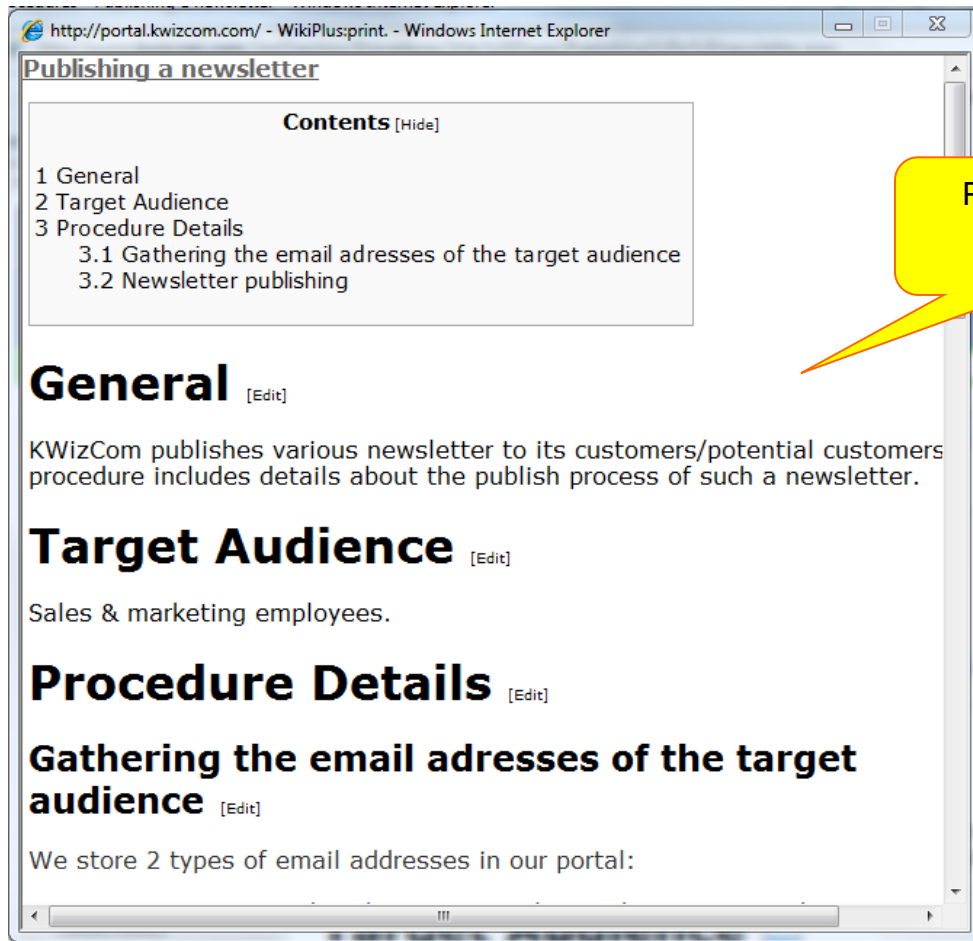 http://portal.kwizcom.com/ - WikiPlus:print. - Windows Internet Explorer
Publishing a newsletter
Contents [Hide]
1 General
2 Target Audience
3 Procedure Details
3.1 Gathering the email adresses of the target audience
3.2 Newsletter publishing
General [Edit]
KWizCom publishes various newsletter to its customers/potential customers
procedure includes details about the publish process of such a newsletter.
Target Audience [Edit]
Sales & marketing employees.
Procedure Details [Edit]
Gathering the email adresses of the target
audience [Edit]
We store 2 types of email addresses in our portal: